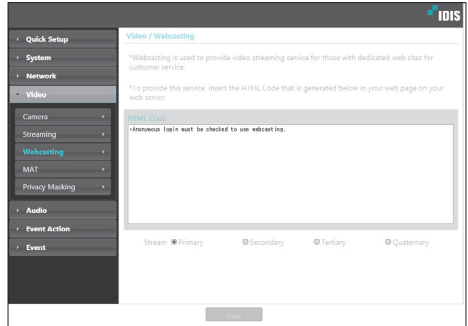 IDIS
Quick Setup
System
Network
Video
Camera
Streaming
Webcasting
MAT
Privacy Masking
Audio
Event Action
Event
Video / Webcasting
*Webcasting is used to provide video streaming service for those with dedicated web sites for
customer service.
*To provide this service, insert the HTML Code that is generated below in your web page on your
web server.
HTML Code
*Anonymous login must be checked to use webcasting.
Stream Primary Secondary Tertiary Quaternary
Save